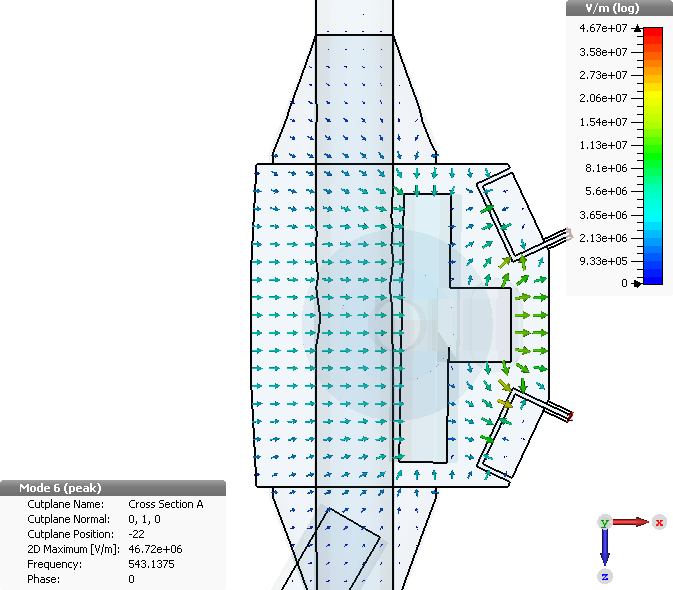 V/m (log)
4.67e+07
3.58e+07
2.73e+07
2.06e+07
1.54e+07
1.13e+07
8.1e+06
5.6e+06
3.65e+06
2.13e+06
9.33e+05
0
Mode 6 (peak)
Cutplane Name: Cross Section A
Cutplane Normal: 0, 1, 0
Cutplane Position: -22
2D Maximum [V/m]: 46.72e+06
Frequency: 543.1375
Phase: 0
y x
z